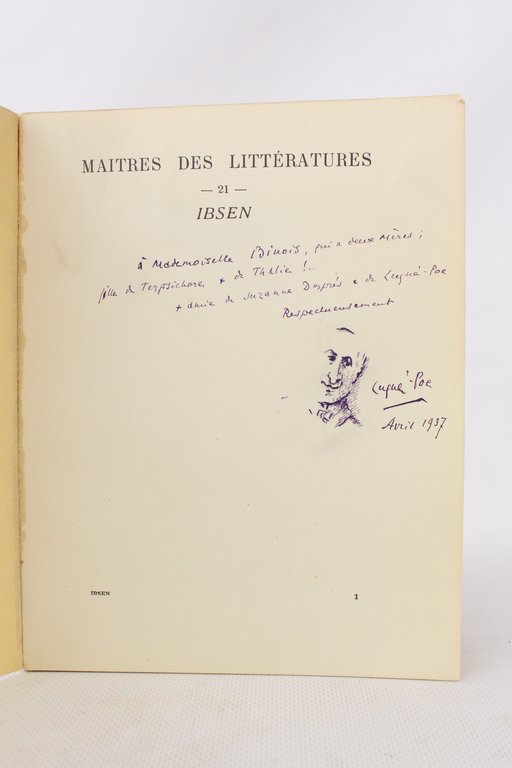 MAITRES DES LITTÉRATURES
— 21 —
IBSEN
à Mademoiselle Binois, qui a deux mères ;
fille de Terpsichore + de Thalie !..
+ amie de Suzanne Després + de Lugné-Poe
Respectueusement
Lugné-Poe
Avril 1937
IBSEN
1